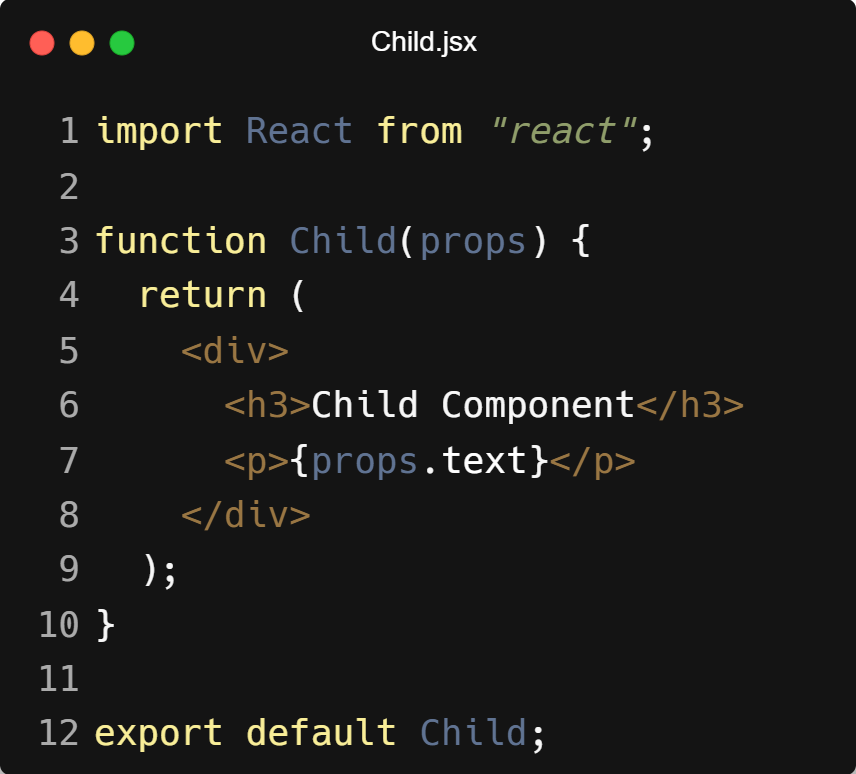 Child.jsx
1 import React from "react";
2
3 function Child(props) {
4   return (
5     <div>
6       <h3>Child Component</h3>
7       <p>{props.text}</p>
8     </div>
9   );
10 }
11
12 export default Child;